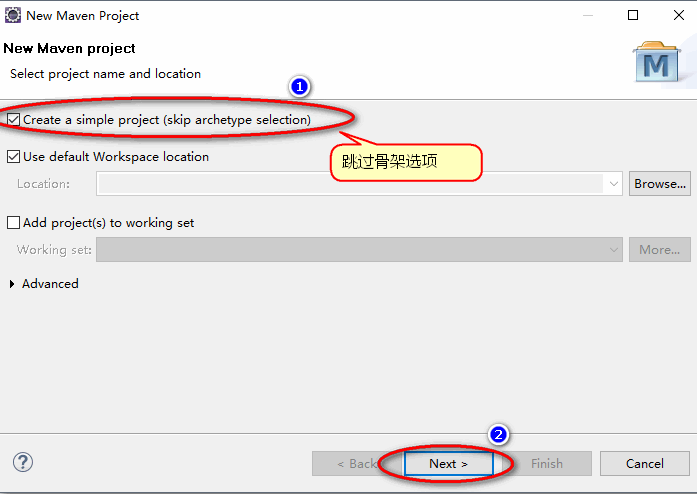 New Maven Project
New Maven project
Select project name and location
M
1
Create a simple project (skip archetype selection)
跳过骨架选项
Use default Workspace location
Location:
Browse...
Add project(s) to working set
Working set:
More...
Advanced
2
?
< Back
Next >
Finish
Cancel